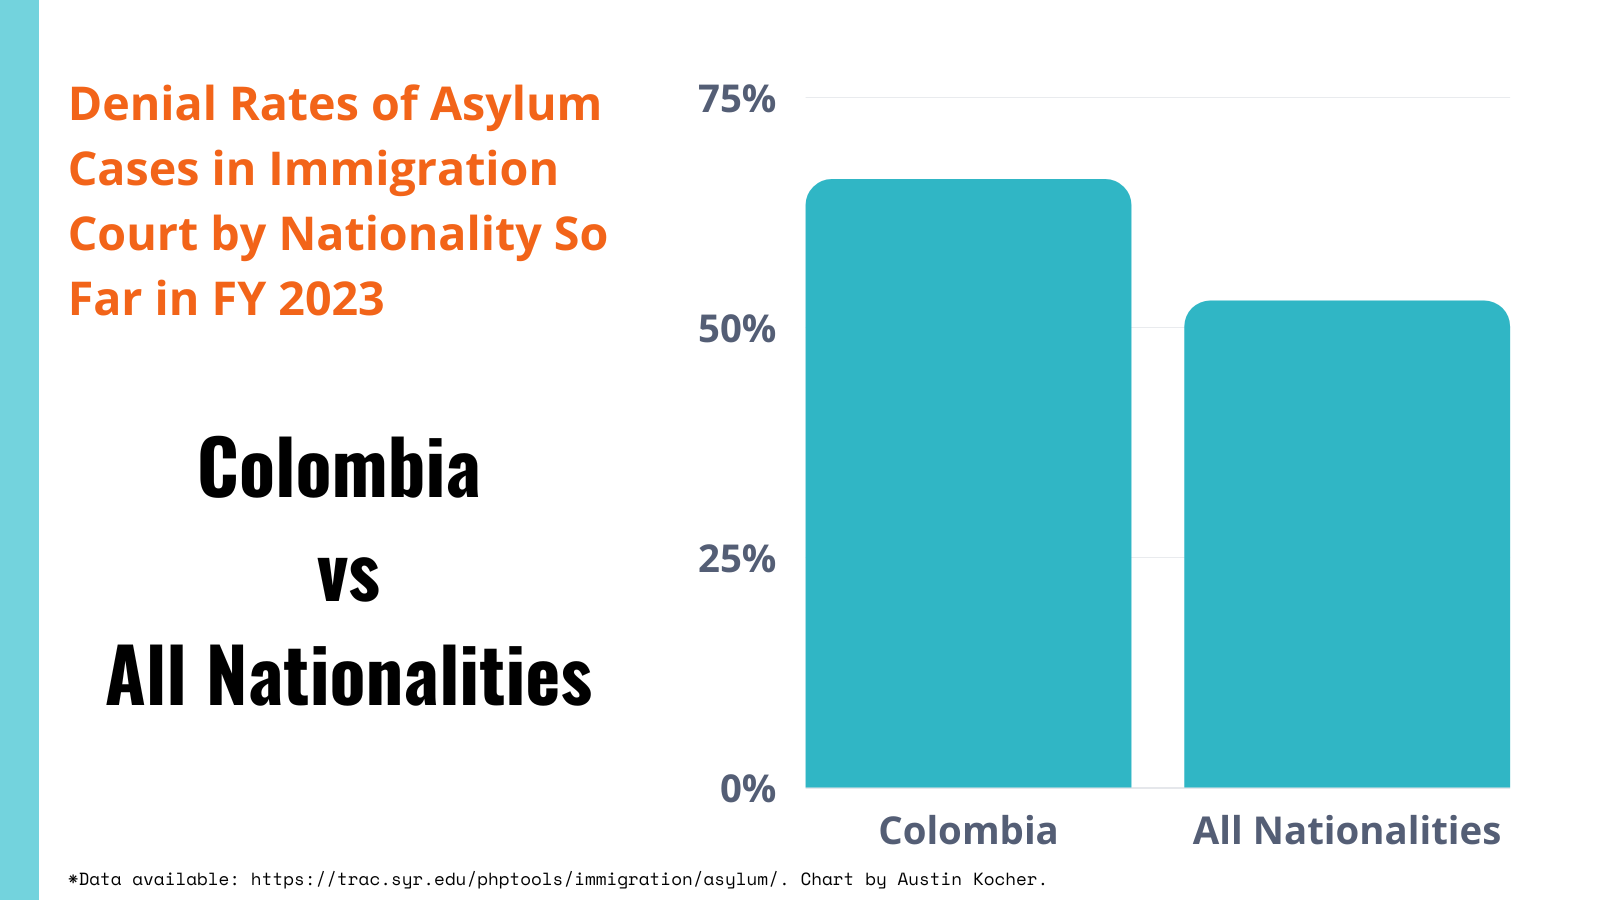 Denial Rates of Asylum
Cases in Immigration
Court by Nationality So
Far in FY 2023
Colombia
vs
All Nationalities
75%
50%
25%
0%
Colombia
All Nationalities
*Data available: https://trac.syr.edu/phptools/immigration/asylum/. Chart by Austin Kocher.